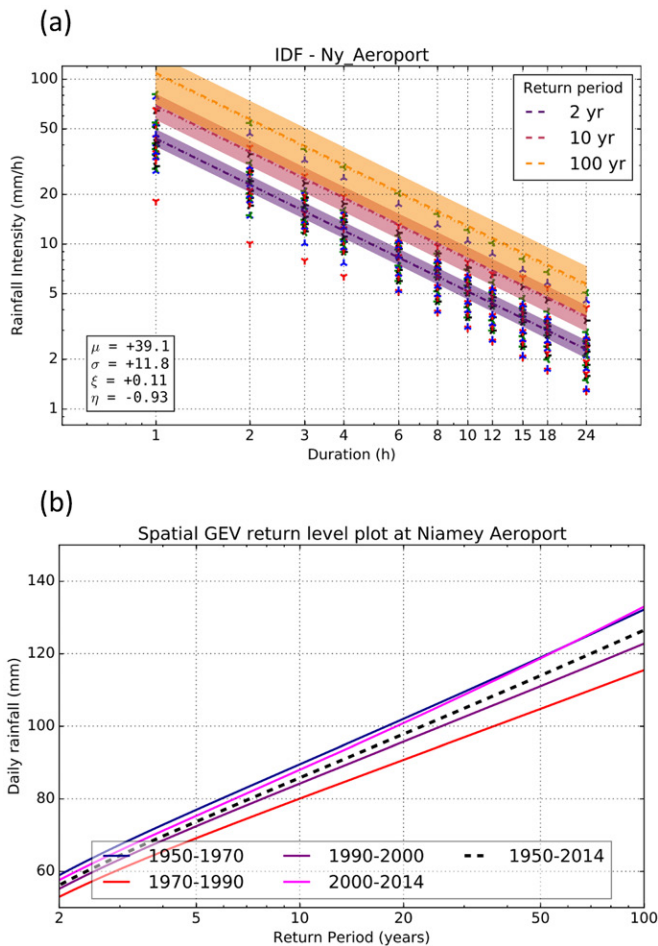 (a)
IDF - Ny_Aeroport
100
50
20
10
5
2
1
Rainfall Intensity (mm/h)
Return period
2 yr
10 yr
100 yr
μ = +39.1
σ = +11.8
ξ = +0.11
η = -0.93
1 2 3 4 6 8 10 12 15 18 24
Duration (h)
(b)
Spatial GEV return level plot at Niamey Aeroport
140
120
100
80
60
Daily rainfall (mm)
1950-1970 1990-2000 1950-2014
1970-1990 2000-2014
2 5 10 20 50 100
Return Period (years)